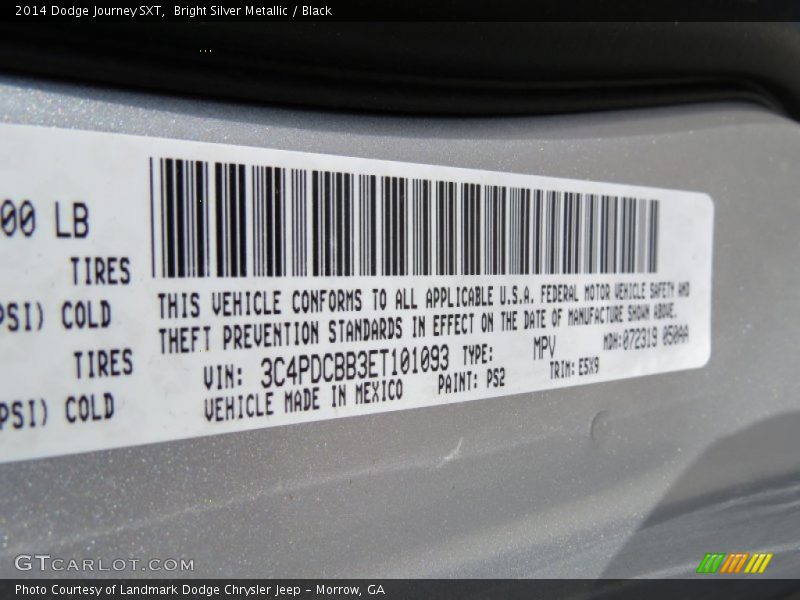 2014 Dodge Journey SXT, Bright Silver Metallic / Black
00 LB
TIRES
PSI) COLD
TIRES
PSI) COLD
THIS VEHICLE CONFORMS TO ALL APPLICABLE U.S.A. FEDERAL MOTOR VEHICLE SAFETY AND
THEFT PREVENTION STANDARDS IN EFFECT ON THE DATE OF MANUFACTURE SHOWN ABOVE.
VIN: 3C4PDCBB3ET101093 TYPE: MPV MDH:072319 050AA
VEHICLE MADE IN MEXICO PAINT: PS2 TRIM: E5X9
GTCARLOT.COM
Photo Courtesy of Landmark Dodge Chrysler Jeep – Morrow, GA